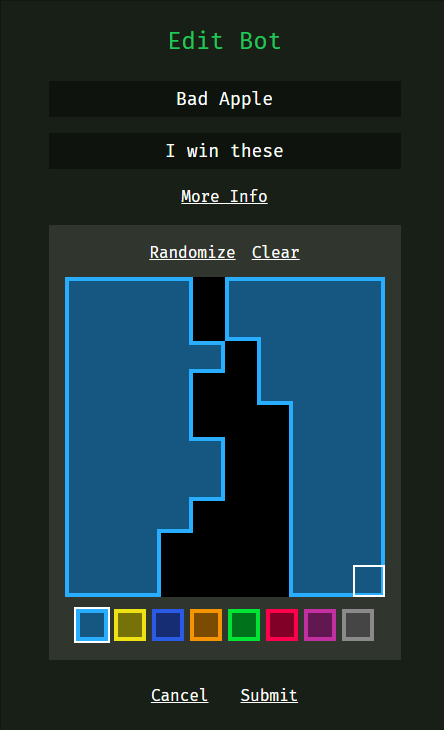 Edit Bot
Bad Apple
I win these
More Info
Randomize Clear
Cancel Submit